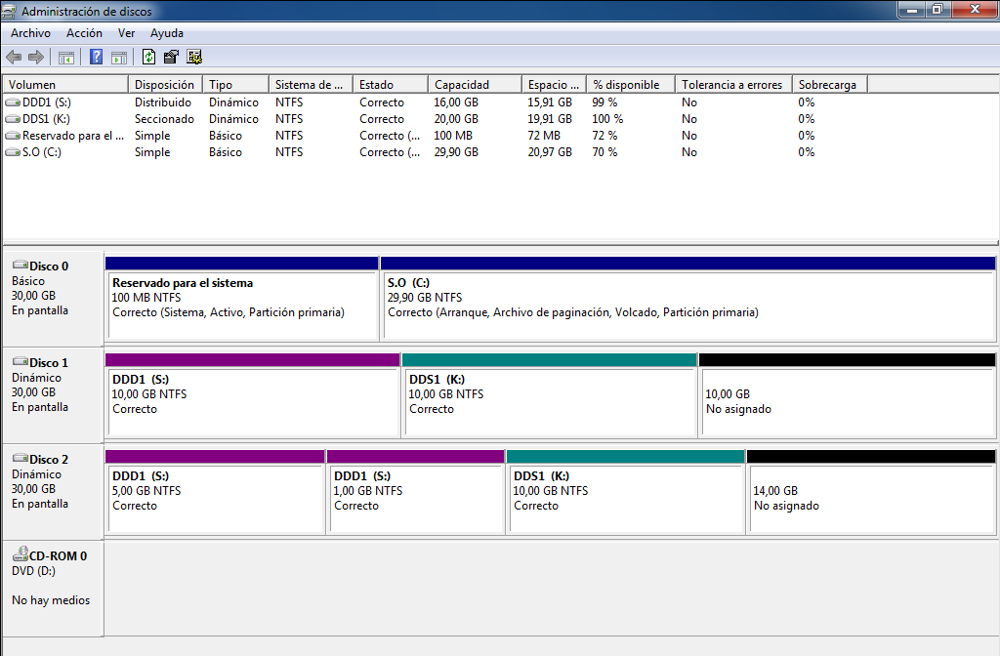 Administración de discos
Archivo Acción Ver Ayuda
Volumen Disposición Tipo Sistema de ... Estado Capacidad Espacio ... % disponible Tolerancia a errores Sobrecarga
DDD1 (S:) Distribuido Dinámico NTFS Correcto 16,00 GB 15,91 GB 99 % No 0%
DDS1 (K:) Seccionado Dinámico NTFS Correcto 20,00 GB 19,91 GB 100 % No 0%
Reservado para el ... Simple Básico NTFS Correcto (... 100 MB 72 MB 72 % No 0%
S.O (C:) Simple Básico NTFS Correcto (... 29,90 GB 20,97 GB 70 % No 0%
Disco 0
Básico
30,00 GB
En pantalla
Reservado para el sistema
100 MB NTFS
Correcto (Sistema, Activo, Partición primaria)
S.O (C:)
29,90 GB NTFS
Correcto (Arranque, Archivo de paginación, Volcado, Partición primaria)
Disco 1
Dinámico
30,00 GB
En pantalla
DDD1 (S:)
10,00 GB NTFS
Correcto
DDS1 (K:)
10,00 GB NTFS
Correcto
10,00 GB
No asignado
Disco 2
Dinámico
30,00 GB
En pantalla
DDD1 (S:)
5,00 GB NTFS
Correcto
DDD1 (S:)
1,00 GB NTFS
Correcto
DDS1 (K:)
10,00 GB NTFS
Correcto
14,00 GB
No asignado
CD-ROM 0
DVD (D:)
No hay medios